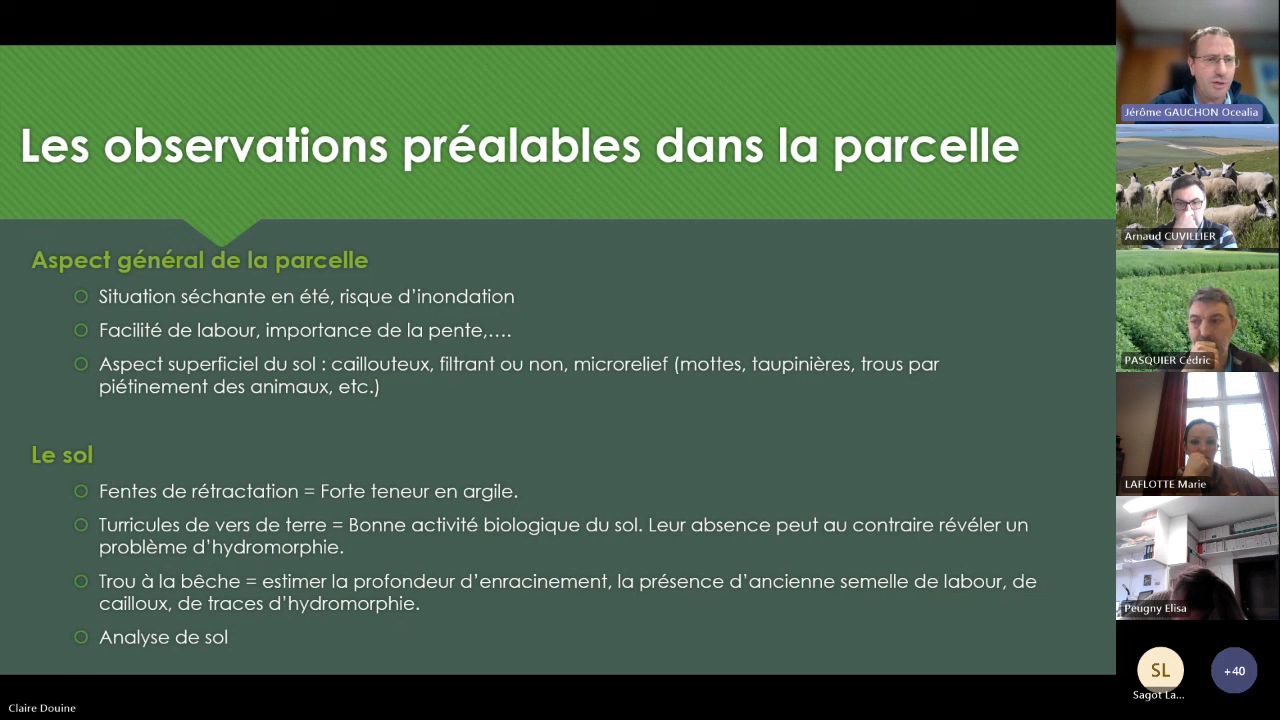 Les observations préalables dans la parcelle
Aspect général de la parcelle
Situation séchante en été, risque d'inondation
Facilité de labour, importance de la pente,....
Aspect superficiel du sol : caillouteux, filtrant ou non, microrelief (mottes, taupinières, trous par
piétinement des animaux, etc.)
Le sol
Fentes de rétractation = Forte teneur en argile.
Turricules de vers de terre = Bonne activité biologique du sol. Leur absence peut au contraire révéler un
problème d'hydromorphie.
Trou à la bêche = estimer la profondeur d'enracinement, la présence d'ancienne semelle de labour, de
cailloux, de traces d'hydromorphie.
Analyse de sol
Claire Douine
Jérôme GAUCHON Ocealia
Arnaud CUVILLIER
PASQUIER Cédric
LAFLOTTE Marie
Peugny Elisa
SL
Sagot La...
+40